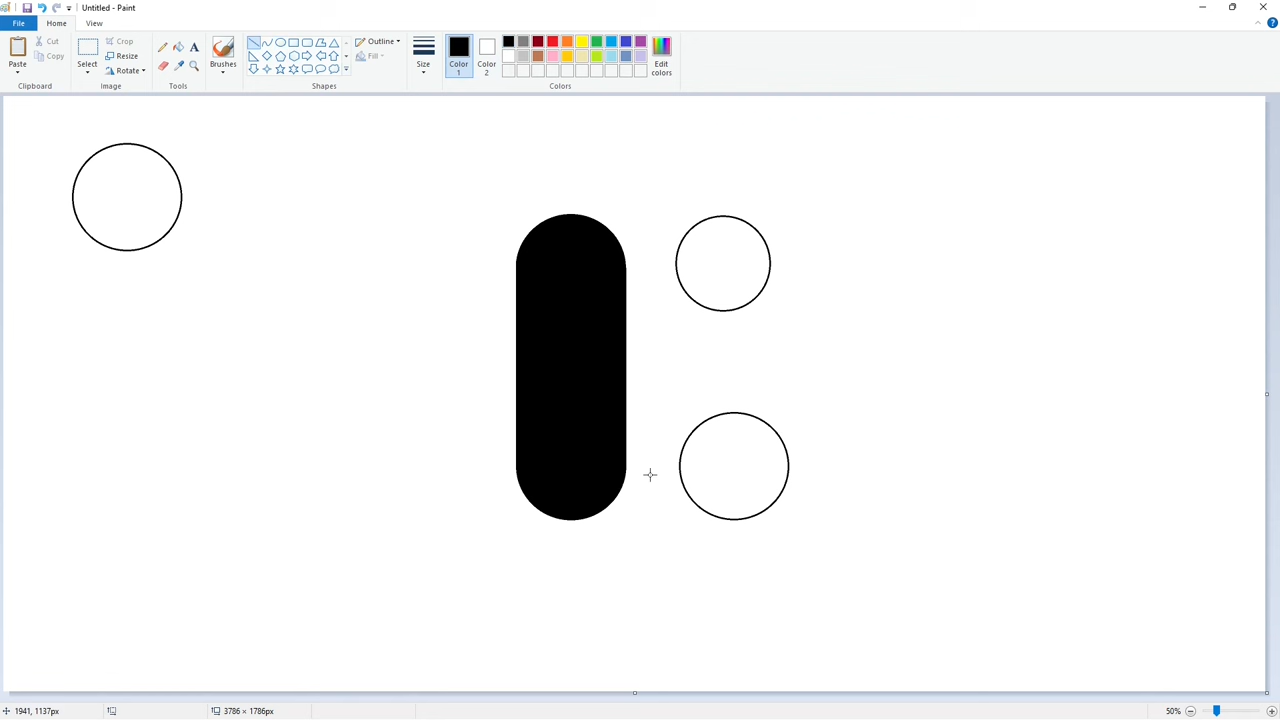 Untitled - Paint
File Home View
Paste
Cut
Copy
Clipboard
Select
Crop
Resize
Rotate
Image
A
Tools
Brushes
Outline
Fill
Shapes
Size
Color 1
Color 2
Edit colors
Colors
1941, 1137px
3786 × 1786px
50%